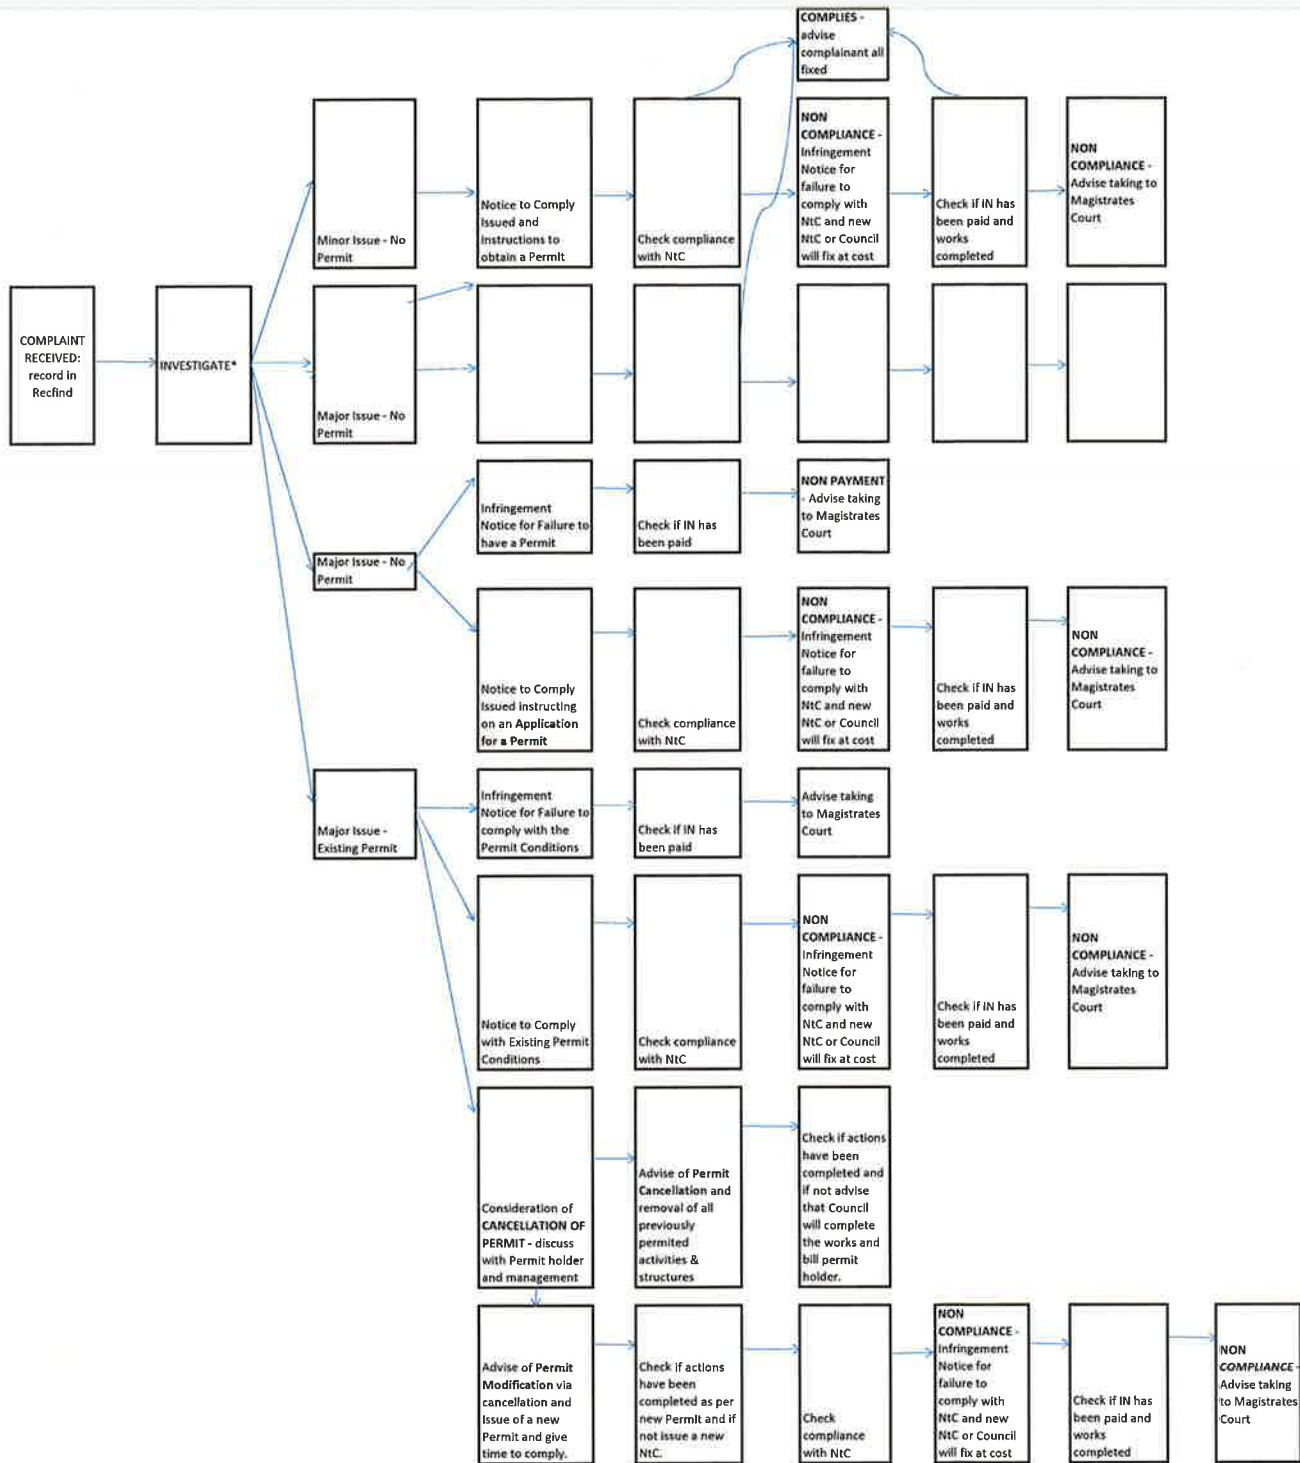 COMPLIES -
advise
complainant all
fixed
Minor Issue - No
Permit
Notice to Comply
Issued and
Instructions to
obtain a Permit
Check compliance
with NtC
NON
COMPLIANCE -
Infringement
Notice for
failure to
comply with
NtC and new
NtC or Council
will fix at cost
Check if IN has
been paid and
works
completed
NON
COMPLIANCE -
Advise taking to
Magistrates
Court
COMPLAINT
RECEIVED:
record in
Recfind
INVESTIGATE*
Major Issue - No
Permit
Major Issue - No
Permit
Infringement
Notice for Failure to
have a Permit
Check if IN has
been paid
NON PAYMENT
- Advise taking
to Magistrates
Court
Notice to Comply
Issued instructing
on an Application
for a Permit
Check compliance
with NtC
NON
COMPLIANCE -
Infringement
Notice for
failure to
comply with
NtC and new
NtC or Council
will fix at cost
Check if IN has
been paid and
works
completed
NON
COMPLIANCE -
Advise taking to
Magistrates
Court
Major Issue -
Existing Permit
Infringement
Notice for Failure to
comply with the
Permit Conditions
Check if IN has
been paid
Advise taking
to Magistrates
Court
Notice to Comply
with Existing Permit
Conditions
Check compliance
with NtC
NON
COMPLIANCE -
Infringement
Notice for
failure to
comply with
NtC and new
NtC or Council
will fix at cost
Check if IN has
been paid and
works
completed
NON
COMPLIANCE -
Advise taking to
Magistrates
Court
Consideration of
CANCELLATION OF
PERMIT - discuss
with Permit holder
and management
Advise of Permit
Cancellation and
removal of all
previously
permitted
activities &
structures
Check if actions
have been
completed and
if not advise
that Council
will complete
the works and
bill permit
holder.
Advise of Permit
Modification via
cancellation and
issue of a new
Permit and give
time to comply.
Check if actions
have been
completed as per
new Permit and if
not issue a new
NtC.
Check
compliance
with NtC
NON
COMPLIANCE -
Infringement
Notice for
failure to
comply with
NtC and new
NtC or Council
will fix at cost
Check if IN has
been paid and
works
completed
NON
COMPLIANCE -
Advise taking
to Magistrates
Court